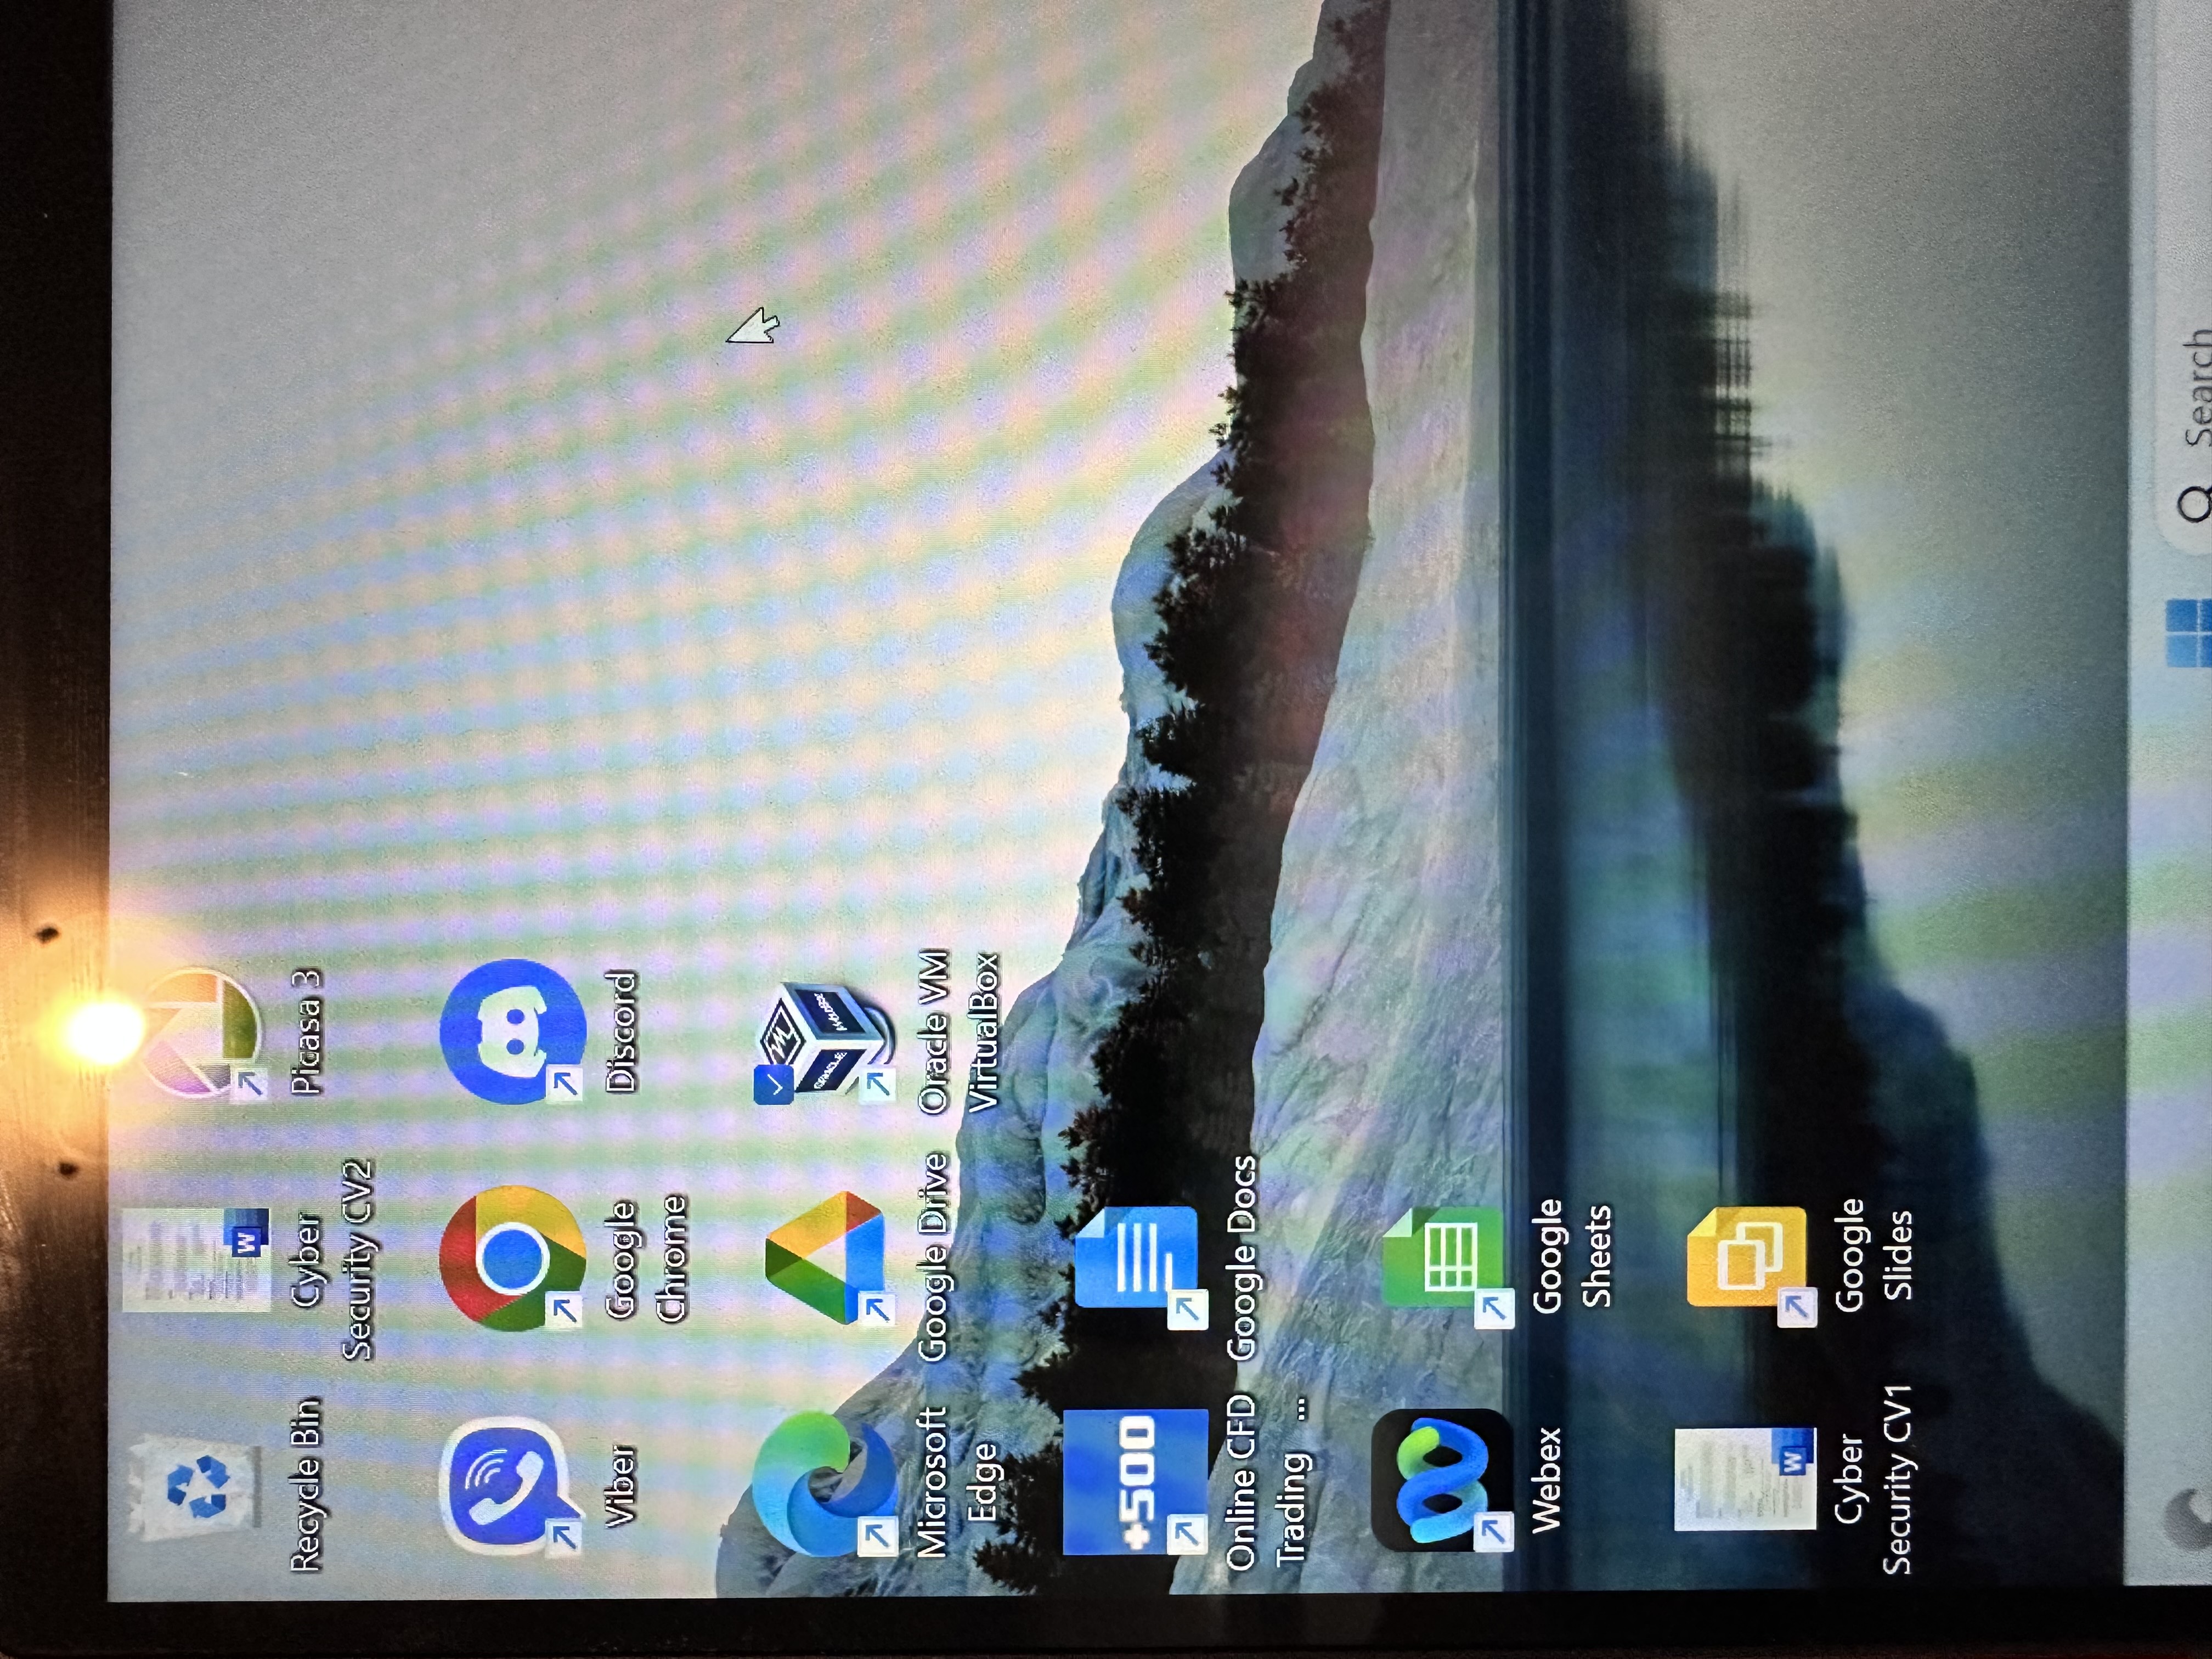 Recycle Bin
Cyber
Security CV2
Picasa 3
Viber
Google
Chrome
Discord
Microsoft
Edge
Google Drive
Oracle VM
VirtualBox
+500
Online CFD
Trading ...
Google Docs
Webex
Google
Sheets
Cyber
Security CV1
Google
Slides
Search